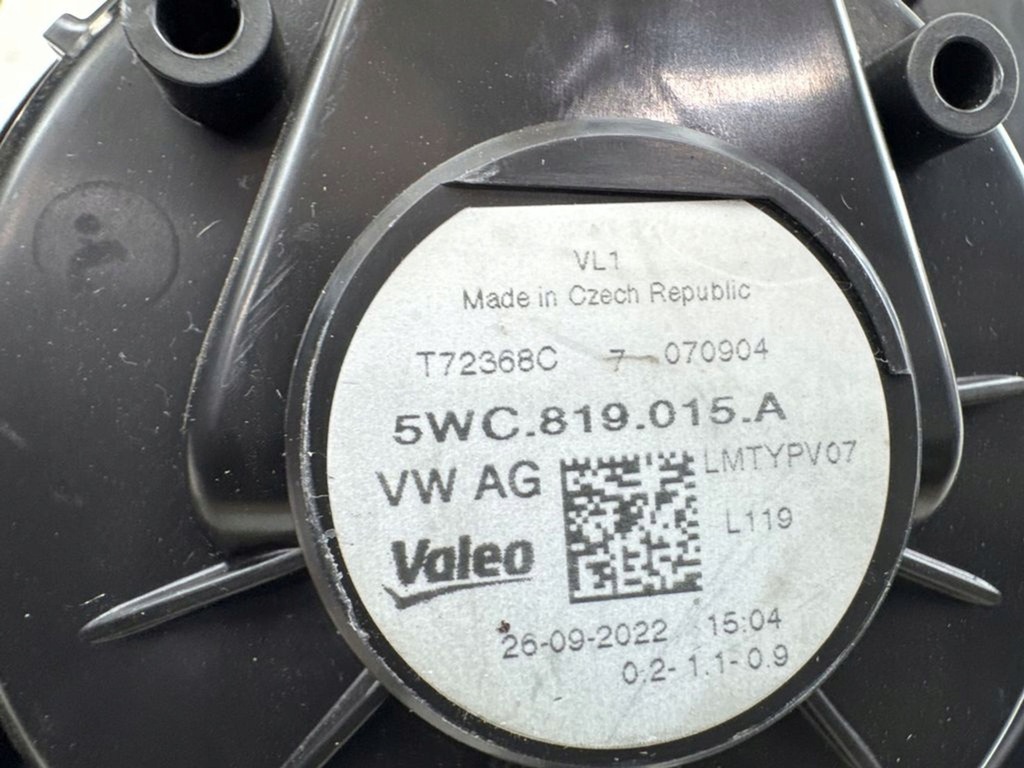 VL1
Made in Czech Republic
T72368C 7 070904
5WC.819.015.A
VW AG LMTYPV07
L119
Valeo
26-09-2022 15:04
0.2- 1.1- 0.9